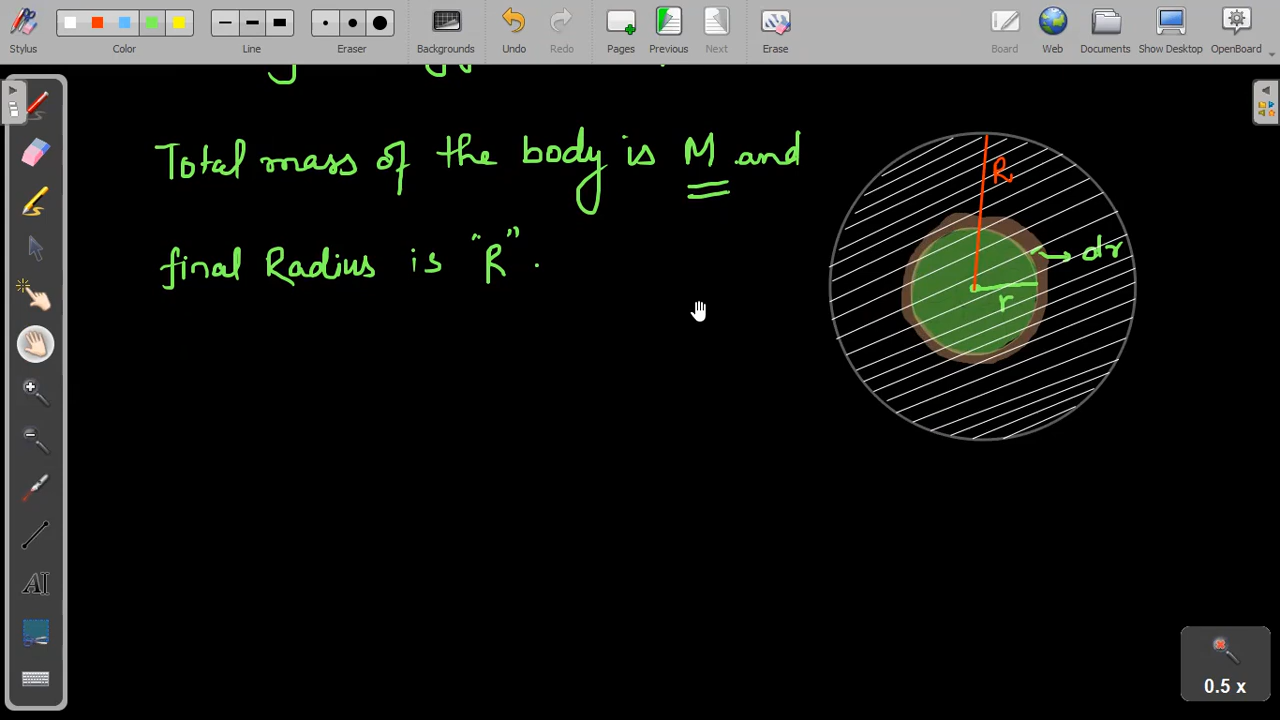 Stylus
Color
Line
Eraser
Backgrounds
Undo
Redo
Pages
Previous
Next
Erase
Board
Web
Documents
Show Desktop
OpenBoard
Total mass of the body is M and
final Radius is "R".
R
dr
r
AI
0.5 x